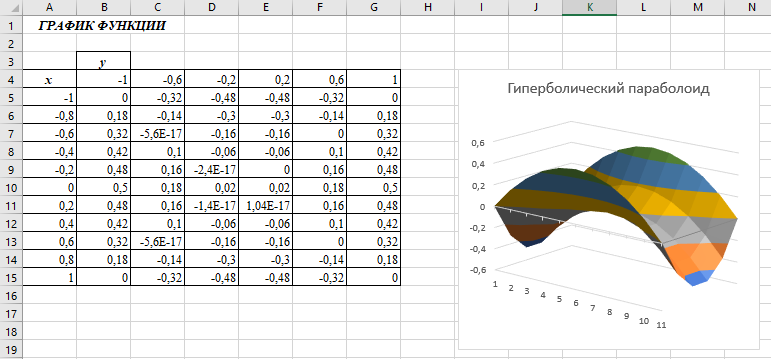 A B C D E F G H I J K L M N
1 ГРАФИК ФУНКЦИИ
2
3 y
4 x -1 -0,6 -0,2 0,2 0,6 1
5 -1 0 -0,32 -0,48 -0,48 -0,32 0
6 -0,8 0,18 -0,14 -0,3 -0,3 -0,14 0,18
7 -0,6 0,32 -5,6E-17 -0,16 -0,16 0 0,32
8 -0,4 0,42 0,1 -0,06 -0,06 0,1 0,42
9 -0,2 0,48 0,16 -2,4E-17 0 0,16 0,48
10 0 0,5 0,18 0,02 0,02 0,18 0,5
11 0,2 0,48 0,16 -1,4E-17 1,04E-17 0,16 0,48
12 0,4 0,42 0,1 -0,06 -0,06 0,1 0,42
13 0,6 0,32 -5,6E-17 -0,16 -0,16 0 0,32
14 0,8 0,18 -0,14 -0,3 -0,3 -0,14 0,18
15 1 0 -0,32 -0,48 -0,48 -0,32 0
16
17
18
19
Гиперболический параболоид
0,6
0,4
0,2
0
-0,2
-0,4
-0,6
1 2 3 4 5 6 7 8 9 10 11